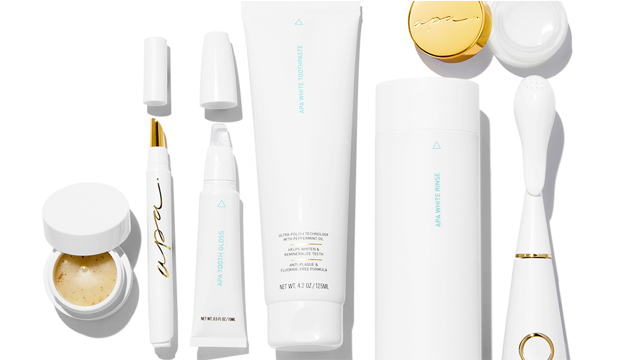 apa.
APA TOOTH GLOSS
NET WT. 0.5 FL OZ / 15ML
APA WHITE TOOTHPASTE
ULTRA-POLISH TECHNOLOGY
WITH PEPPERMINT OIL
HELPS WHITEN &
REMINERALIZE TEETH
ANTI-PLAQUE &
FLUORIDE-FREE FORMULA
NET WT. 4.2 OZ / 125ML
APA WHITE RINSE
apa.